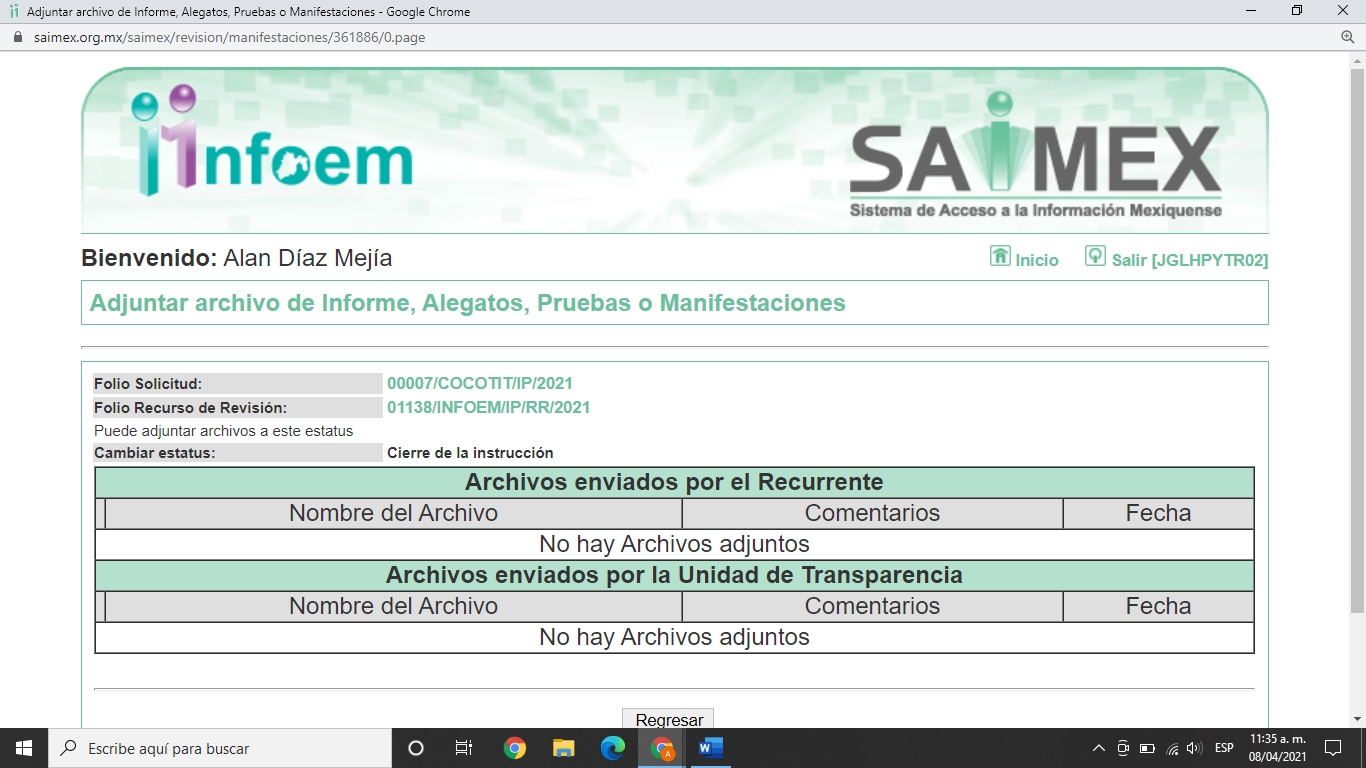 Adjuntar archivo de Informe, Alegatos, Pruebas o Manifestaciones - Google Chrome
saimex.org.mx/saimex/revision/manifestaciones/361886/0.page
infoem
SAIMEX
Sistema de Acceso a la Información Mexiquense
Bienvenido: Alan Díaz Mejía
Inicio Salir [JGLHPYTR02]
Adjuntar archivo de Informe, Alegatos, Pruebas o Manifestaciones
Folio Solicitud: 00007/COCOTIT/IP/2021
Folio Recurso de Revisión: 01138/INFOEM/IP/RR/2021
Puede adjuntar archivos a este estatus
Cambiar estatus: Cierre de la instrucción
Archivos enviados por el Recurrente
Nombre del Archivo Comentarios Fecha
No hay Archivos adjuntos
Archivos enviados por la Unidad de Transparencia
Nombre del Archivo Comentarios Fecha
No hay Archivos adjuntos
Regresar
Escribe aquí para buscar
A
W
ESP
11:35 a. m.
08/04/2021